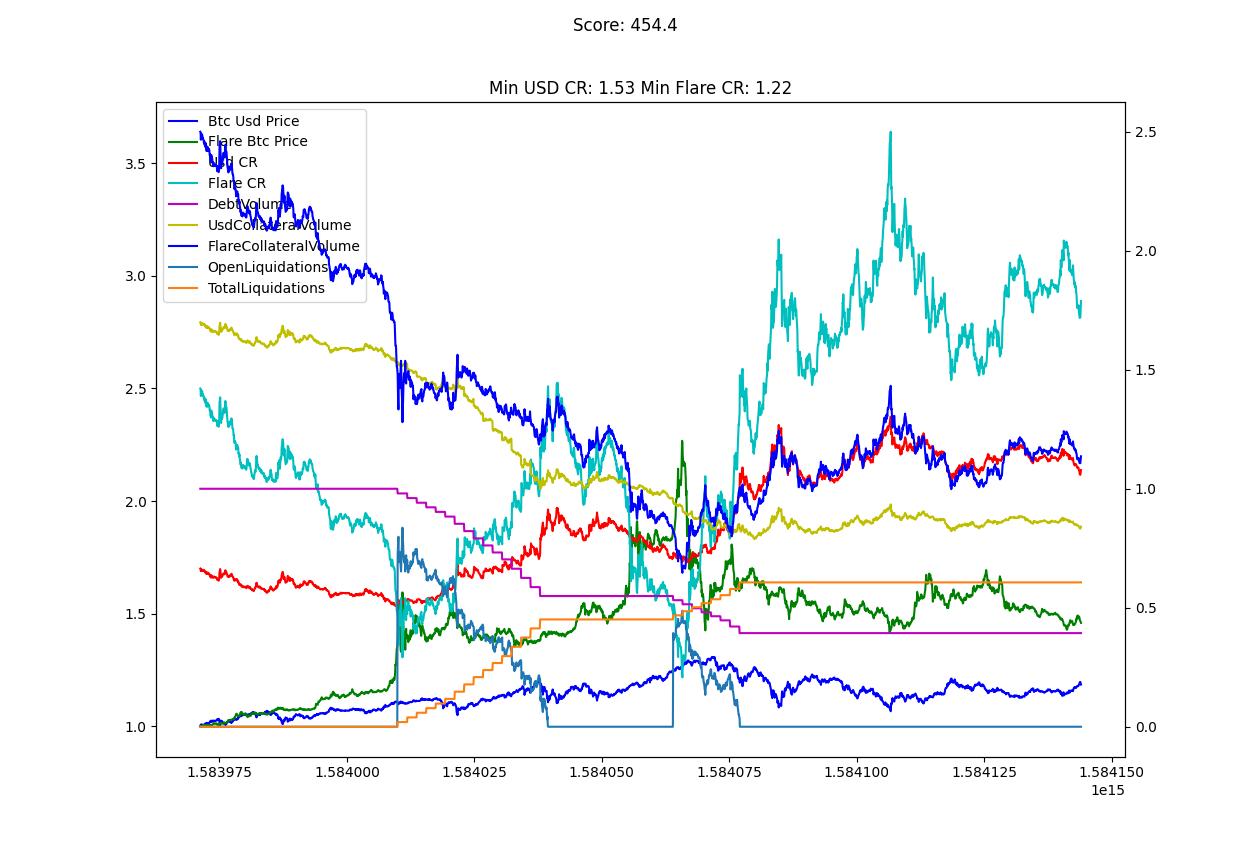 Score: 454.4
Min USD CR: 1.53 Min Flare CR: 1.22
Btc Usd Price
Flare Btc Price
Usd CR
Flare CR
DebtVolume
UsdCollateralVolume
FlareCollateralVolume
OpenLiquidations
TotalLiquidations
3.5
3.0
2.5
2.0
1.5
1.0
2.5
2.0
1.5
1.0
0.5
0.0
1.583975
1.584000
1.584025
1.584050
1.584075
1.584100
1.584125
1.584150
1e15